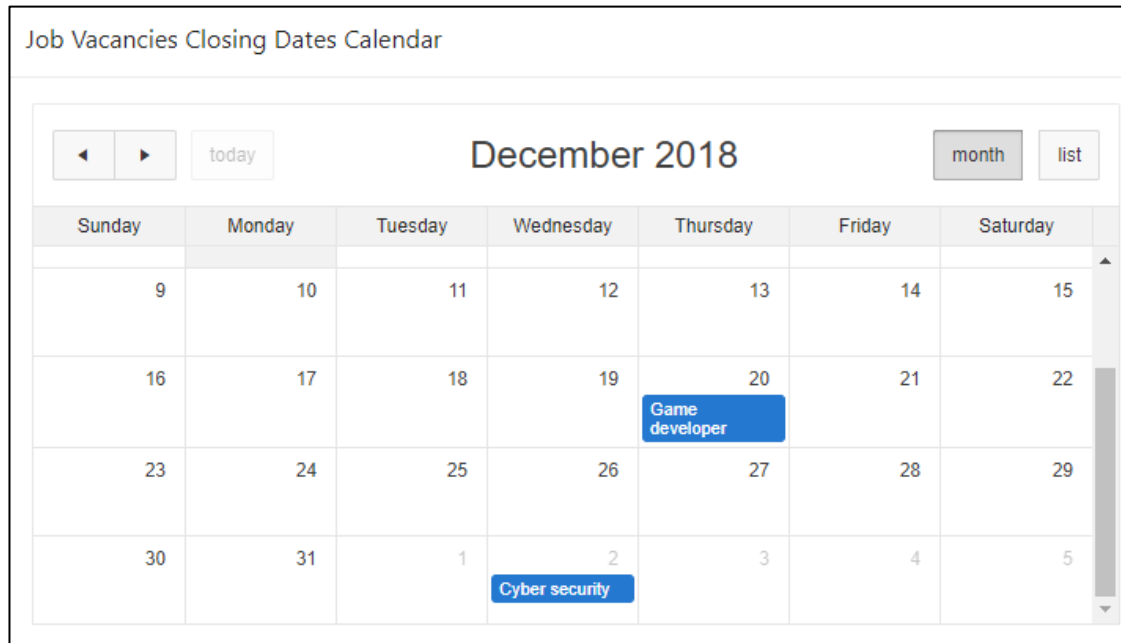 Job Vacancies Closing Dates Calendar
today
December 2018
month
list
Sunday Monday Tuesday Wednesday Thursday Friday Saturday
9 10 11 12 13 14 15
16 17 18 19 20 21 22
Game
developer
23 24 25 26 27 28 29
30 31 1 2 3 4 5
Cyber security